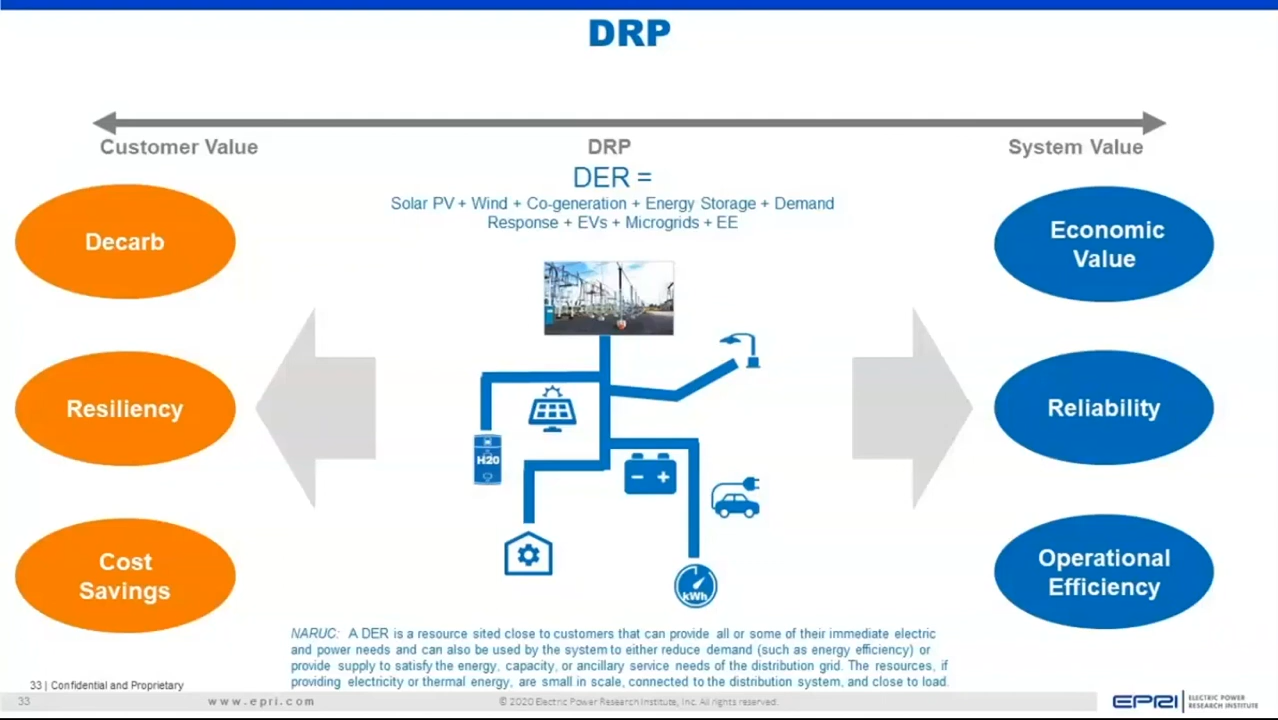 DRP
Customer Value
DRP
System Value
DER =
Solar PV + Wind + Co-generation + Energy Storage + Demand
Response + EVs + Microgrids + EE
Decarb
Resiliency
Cost
Savings
H20
kWh
Economic
Value
Reliability
Operational
Efficiency
NARUC: A DER is a resource sited close to customers that can provide all or some of their immediate electric
and power needs and can also be used by the system to either reduce demand (such as energy efficiency) or
provide supply to satisfy the energy, capacity, or ancillary service needs of the distribution grid. The resources, if
providing electricity or thermal energy, are small in scale, connected to the distribution system, and close to load.
33 | Confidential and Proprietary
33
www.epri.com
© 2020 Electric Power Research Institute, Inc. All rights reserved.
EPRI
ELECTRIC POWER
RESEARCH INSTITUTE